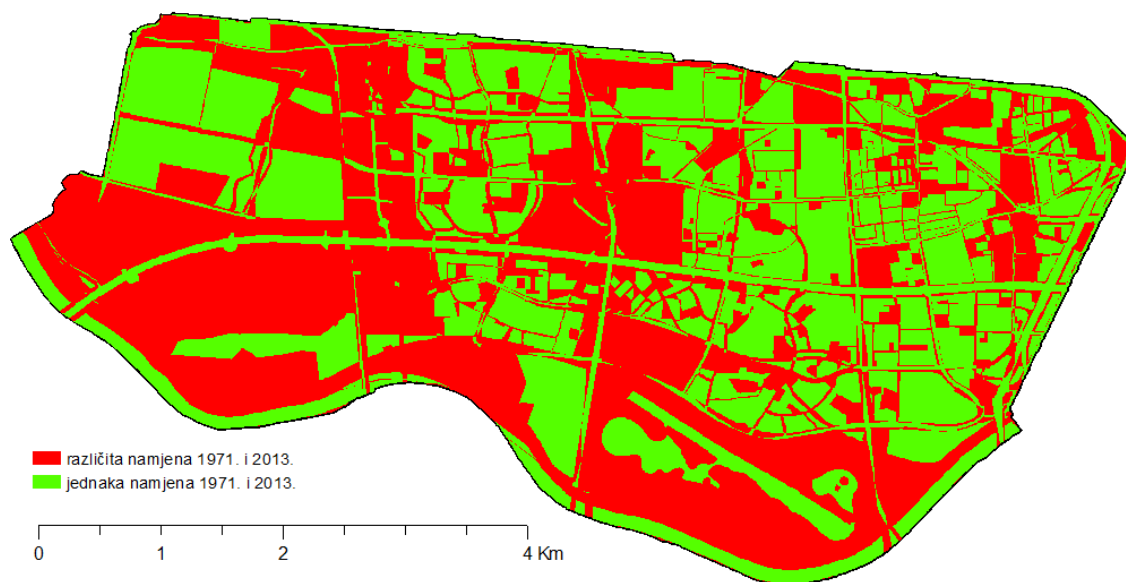 različita namjena 1971. i 2013.
jednaka namjena 1971. i 2013.
0 1 2 4 Km